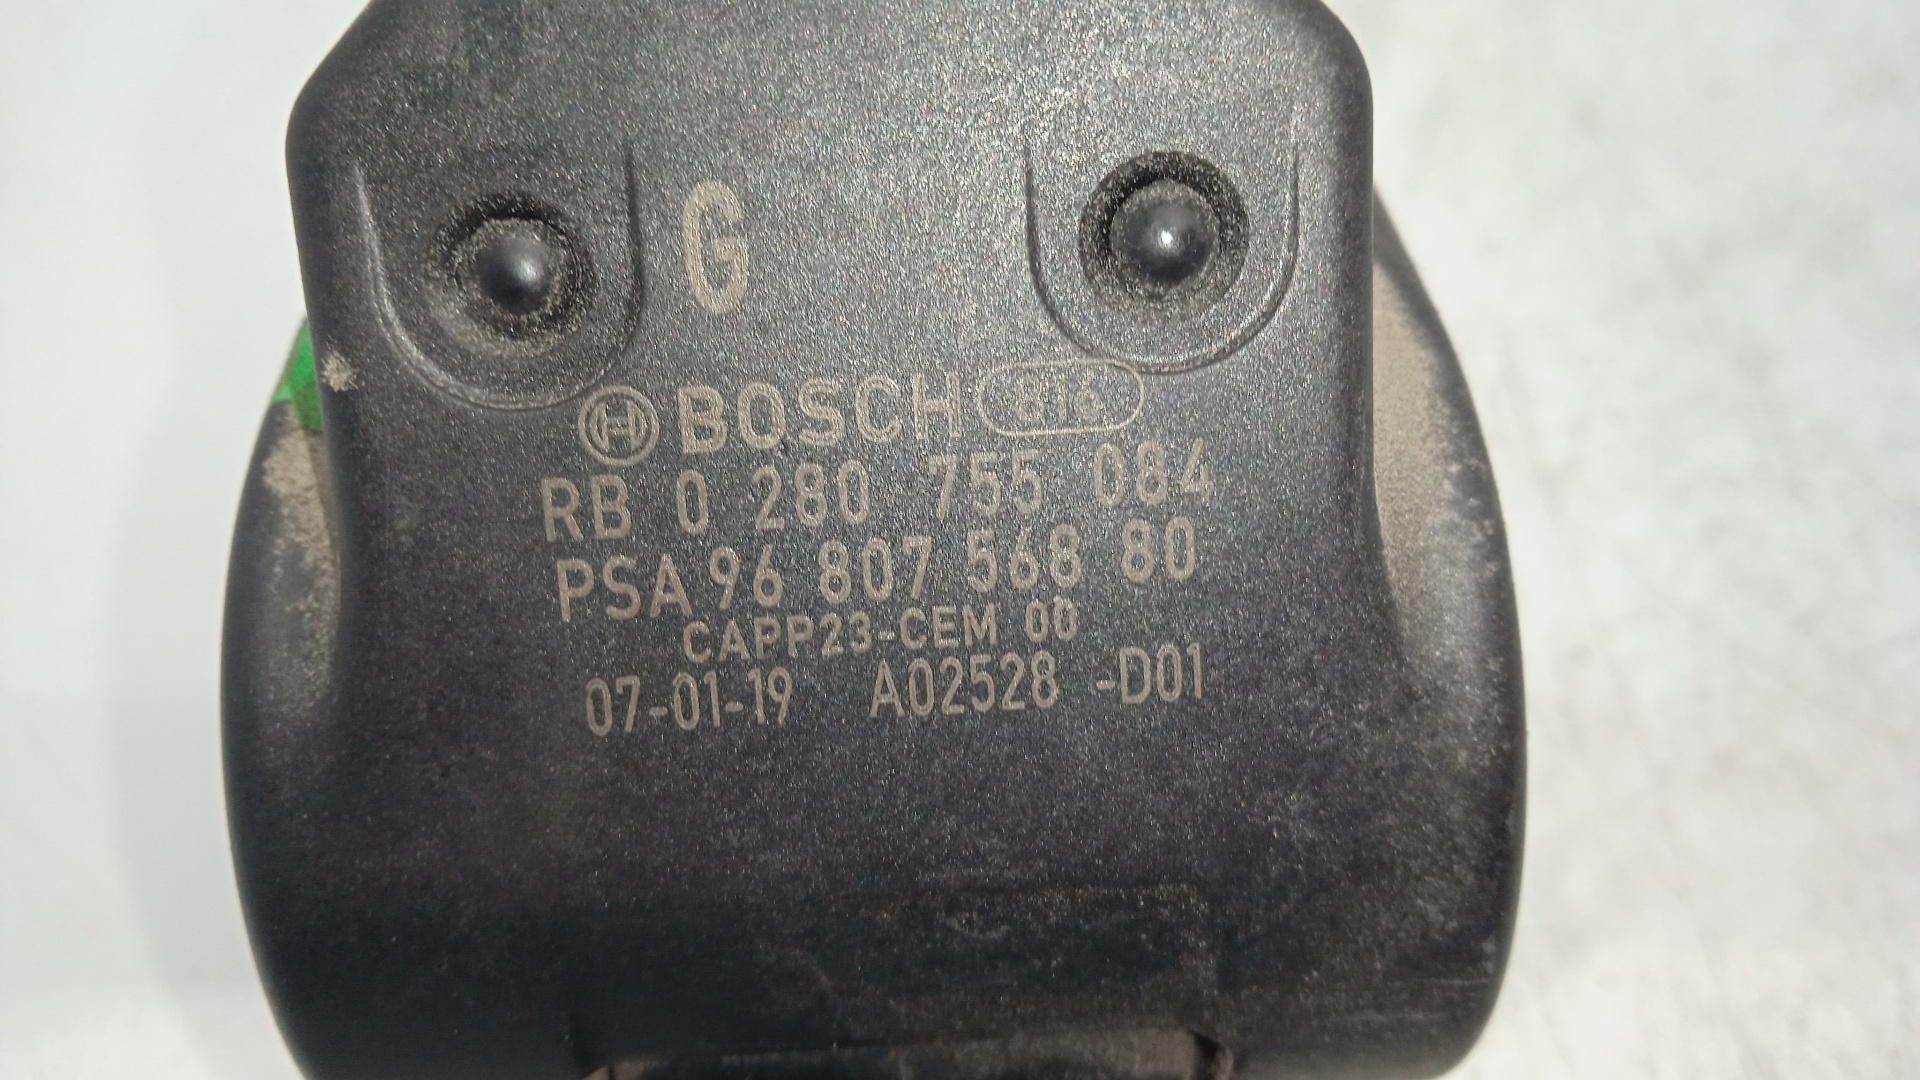 G
BOSCH
RB 0 280 755 084
PSA 96 807 568 80
CAPP23-CEM 00
07-01-19 A02528 -D01